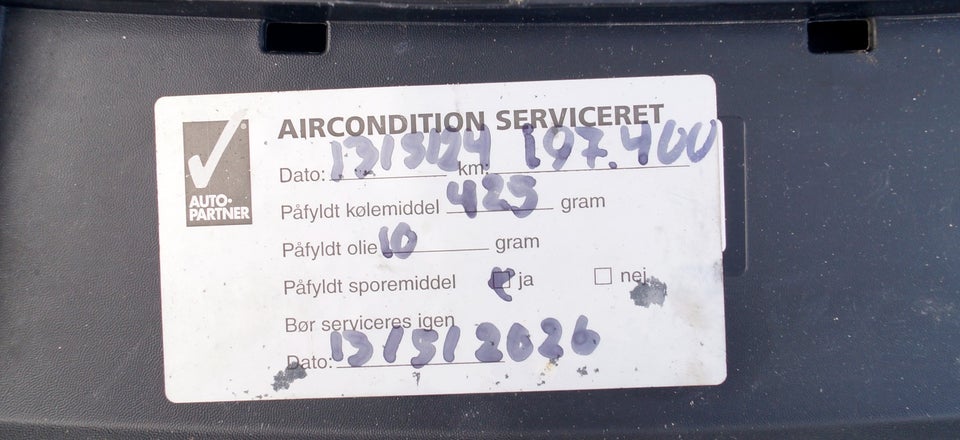 AUTO-
PARTNER
AIRCONDITION SERVICERET
Dato: 13/5/24 km: 197.400
Påfyldt kølemiddel 425 gram
Påfyldt olie 10 gram
Påfyldt sporemiddel ja nej
Bør serviceres igen
Dato: 13/5/2026